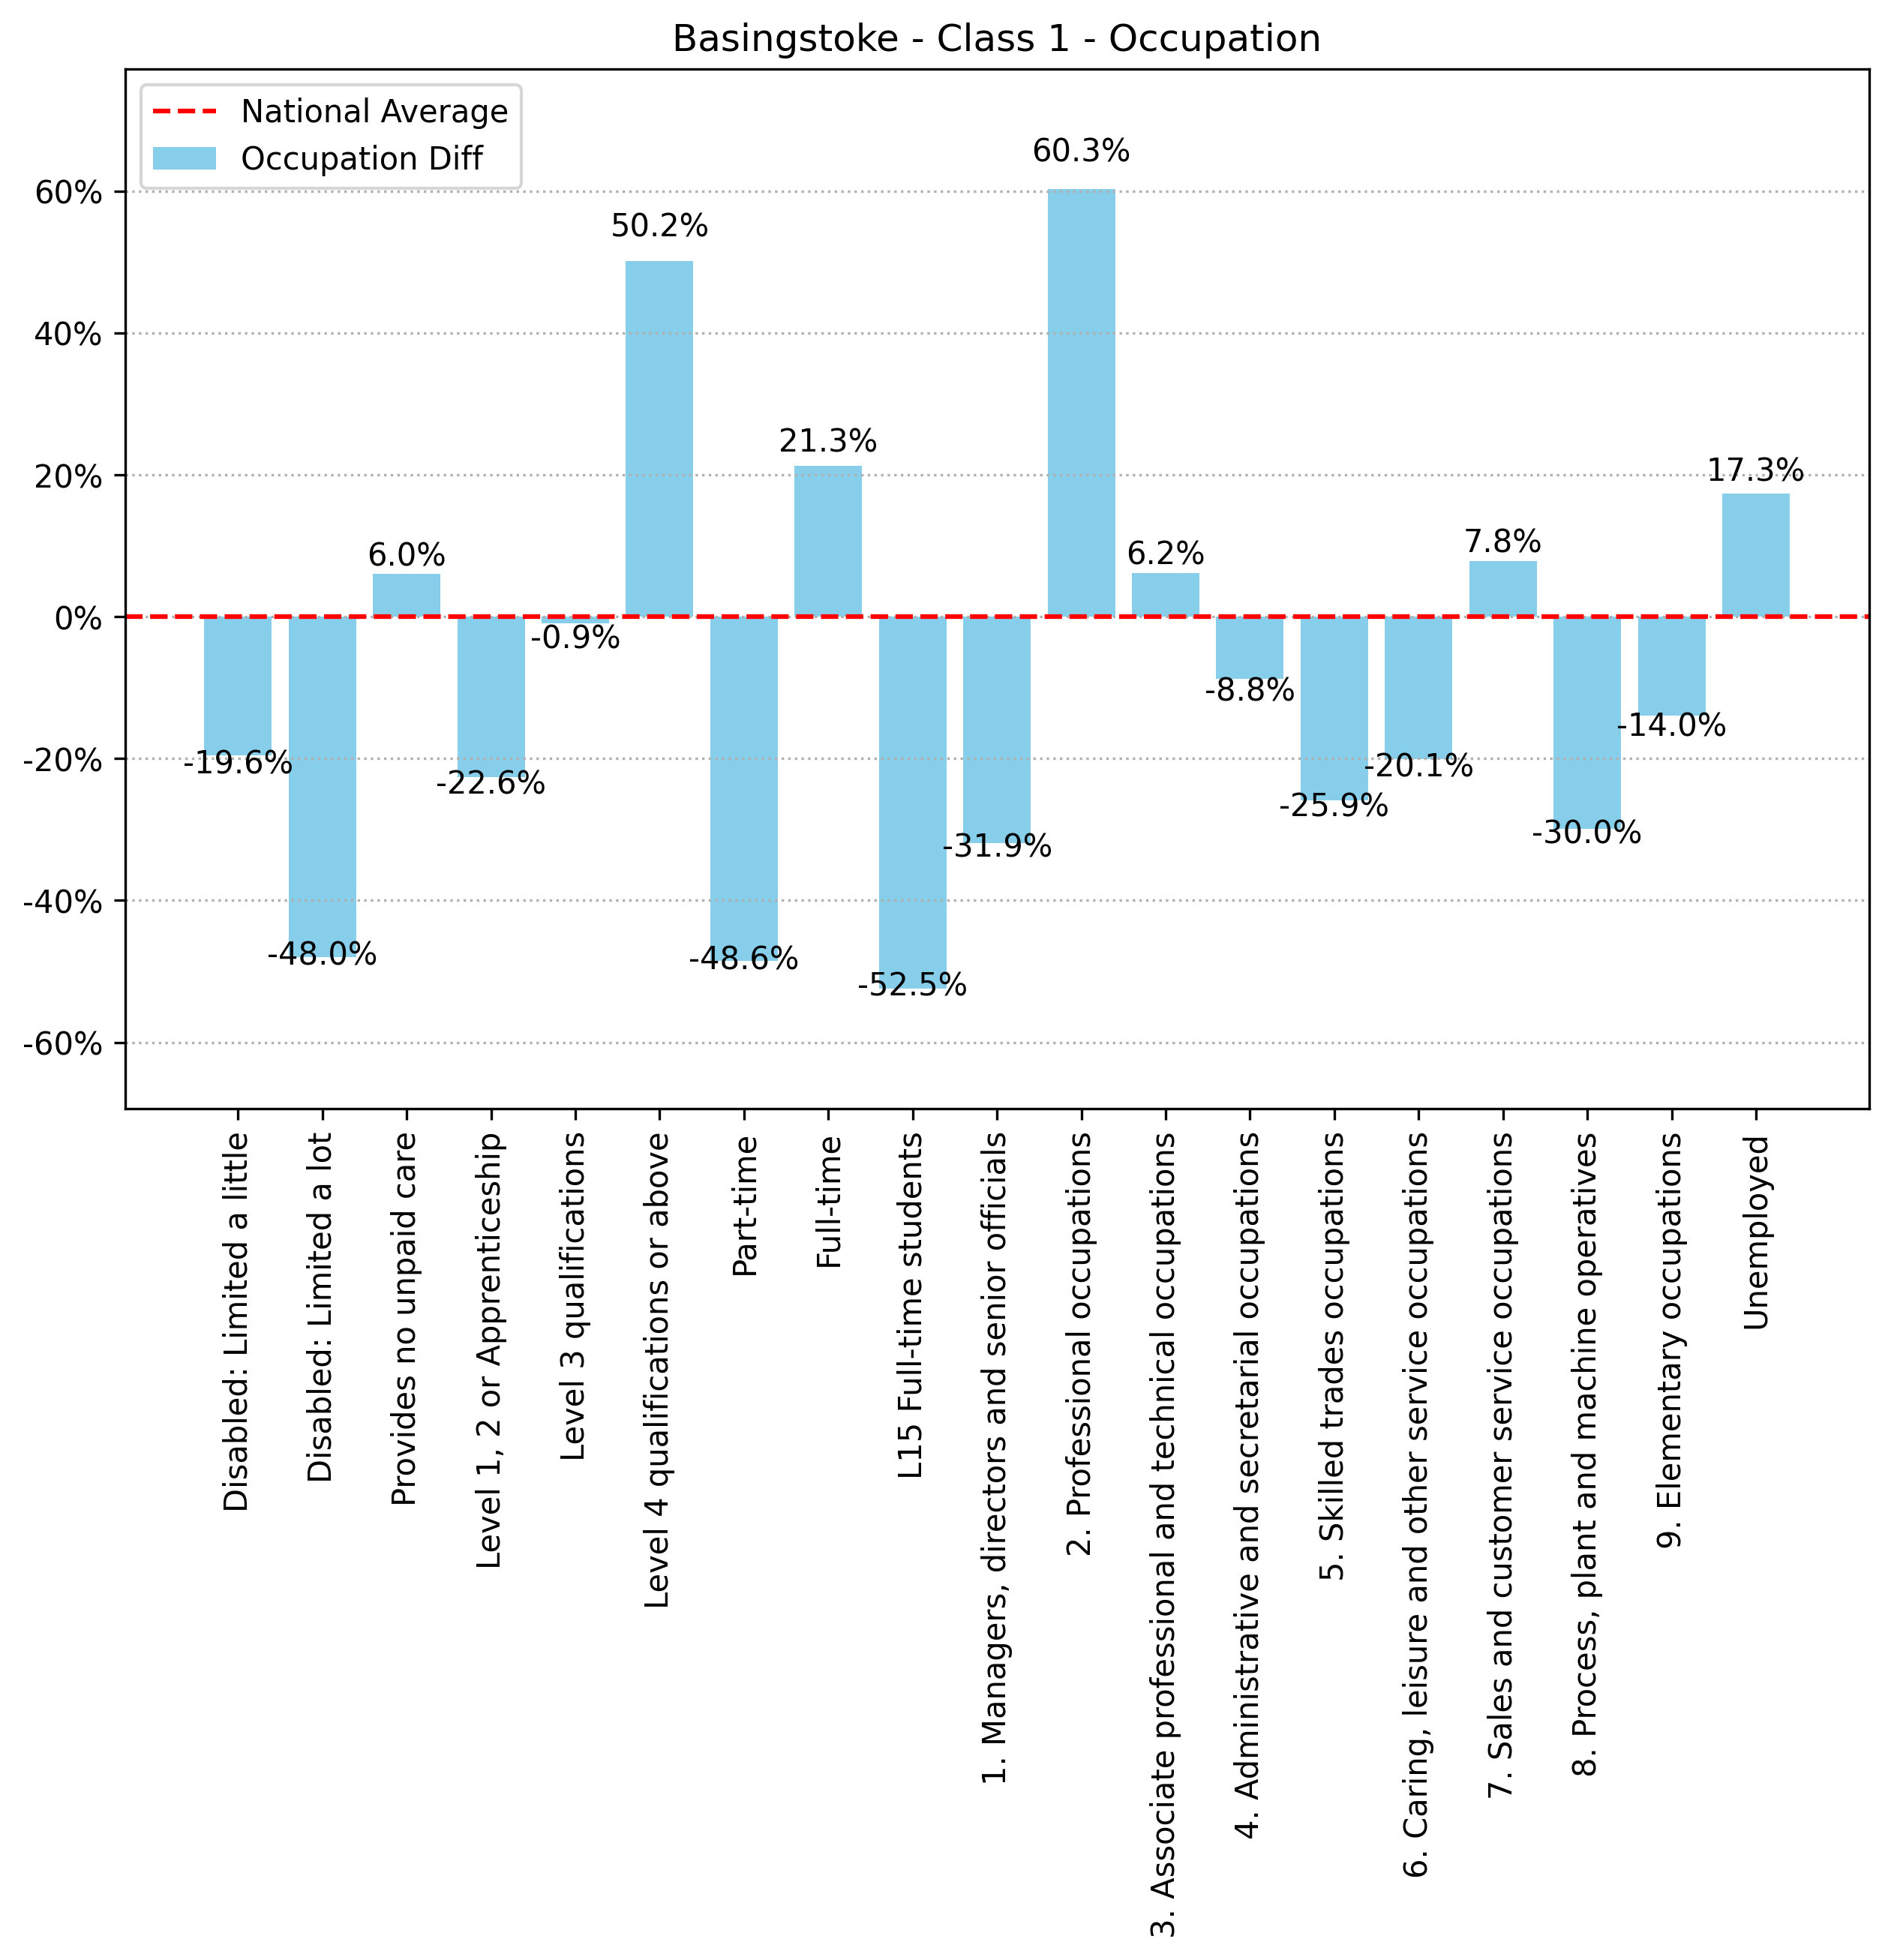 Basingstoke - Class 1 - Occupation
National Average
Occupation Diff
60%
40%
20%
0%
-20%
-40%
-60%
-19.6%
-48.0%
6.0%
-22.6%
-0.9%
50.2%
-48.6%
21.3%
-52.5%
-31.9%
60.3%
6.2%
-8.8%
-25.9%
-20.1%
7.8%
-30.0%
-14.0%
17.3%
Disabled: Limited a little
Disabled: Limited a lot
Provides no unpaid care
Level 1, 2 or Apprenticeship
Level 3 qualifications
Level 4 qualifications or above
Part-time
Full-time
L15 Full-time students
1. Managers, directors and senior officials
2. Professional occupations
3. Associate professional and technical occupations
4. Administrative and secretarial occupations
5. Skilled trades occupations
6. Caring, leisure and other service occupations
7. Sales and customer service occupations
8. Process, plant and machine operatives
9. Elementary occupations
Unemployed